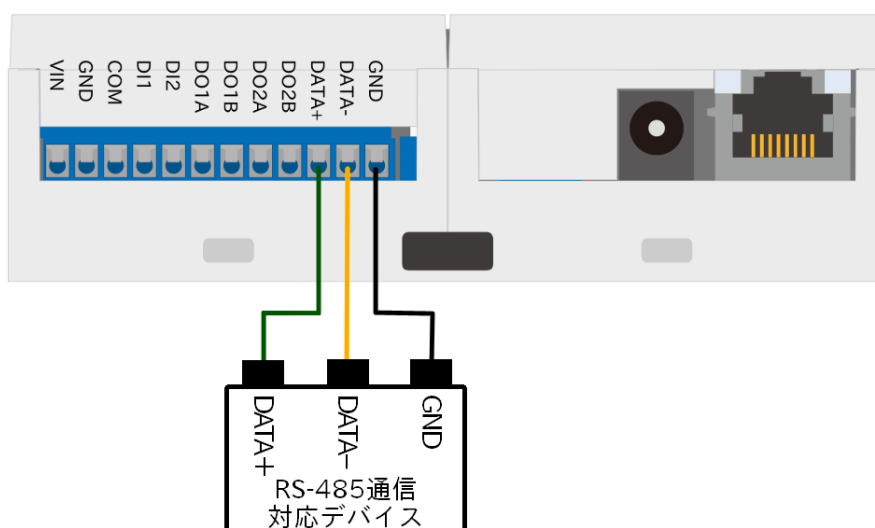 VIN
GND
COM
DI1
DI2
DO1A
DO1B
DO2A
DO2B
DATA+
DATA-
GND
DATA+
DATA-
GND
RS-485通信
対応デバイス